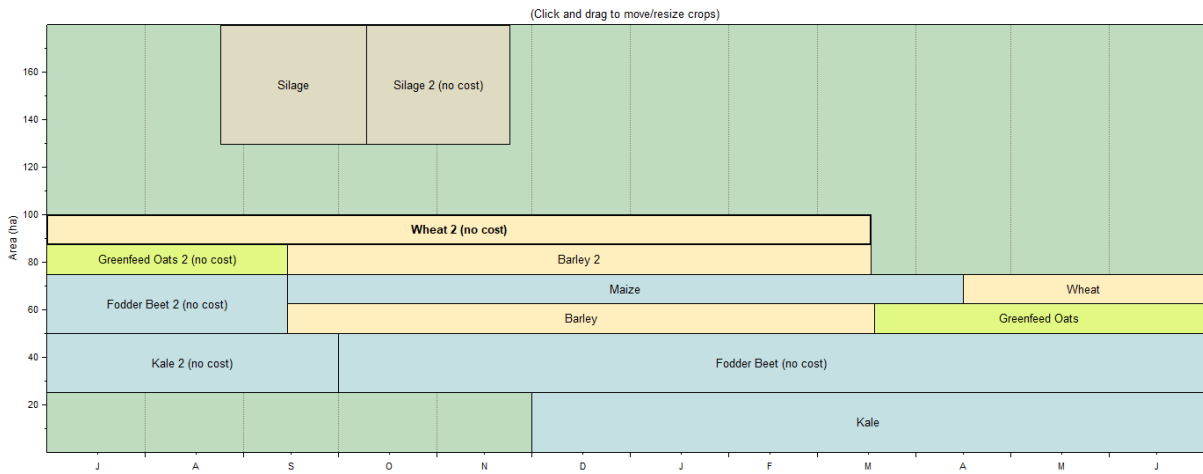 (Click and drag to move/resize crops)
160
Silage
Silage 2 (no cost)
140
120
100
Wheat 2 (no cost)
Area (ha)
80
Greenfeed Oats 2 (no cost)
Barley 2
Maize
Wheat
Fodder Beet 2 (no cost)
60
Barley
Greenfeed Oats
40
Kale 2 (no cost)
Fodder Beet (no cost)
20
Kale
J A S O N D J F M A M J